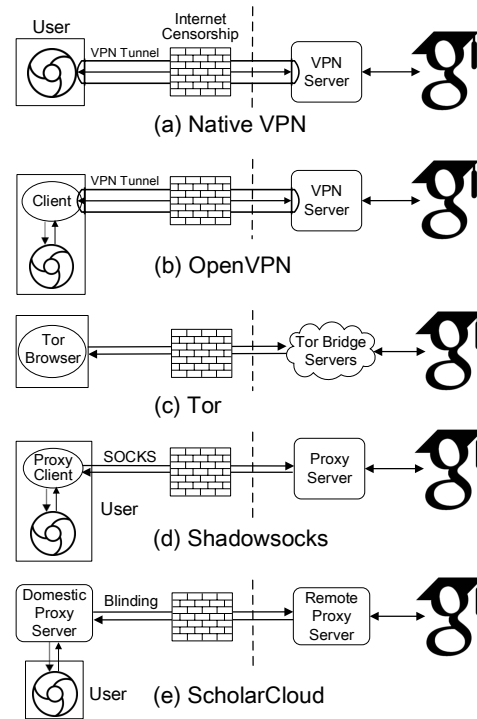 User
Internet
Censorship
VPN Tunnel
VPN
Server
(a) Native VPN
VPN Tunnel
Client
VPN
Server
(b) OpenVPN
Tor
Browser
Tor Bridge
Servers
(c) Tor
Proxy
Client
SOCKS
Proxy
Server
User
(d) Shadowsocks
Domestic
Proxy
Server
Blinding
Remote
Proxy
Server
User
(e) ScholarCloud